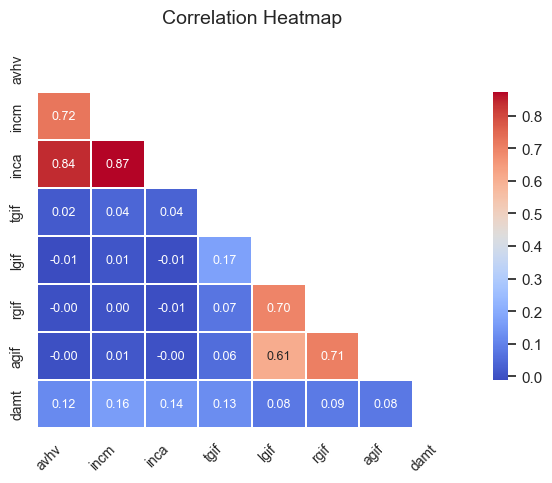 Correlation Heatmap
avhv
incm 0.72
inca 0.84 0.87
tgif 0.02 0.04 0.04
lgif -0.01 0.01 -0.01 0.17
rgif -0.00 0.00 -0.01 0.07 0.70
agif -0.00 0.01 -0.00 0.06 0.61 0.71
damt 0.12 0.16 0.14 0.13 0.08 0.09 0.08
avhv incm inca tgif lgif rgif agif damt
0.8
0.7
0.6
0.5
0.4
0.3
0.2
0.1
0.0